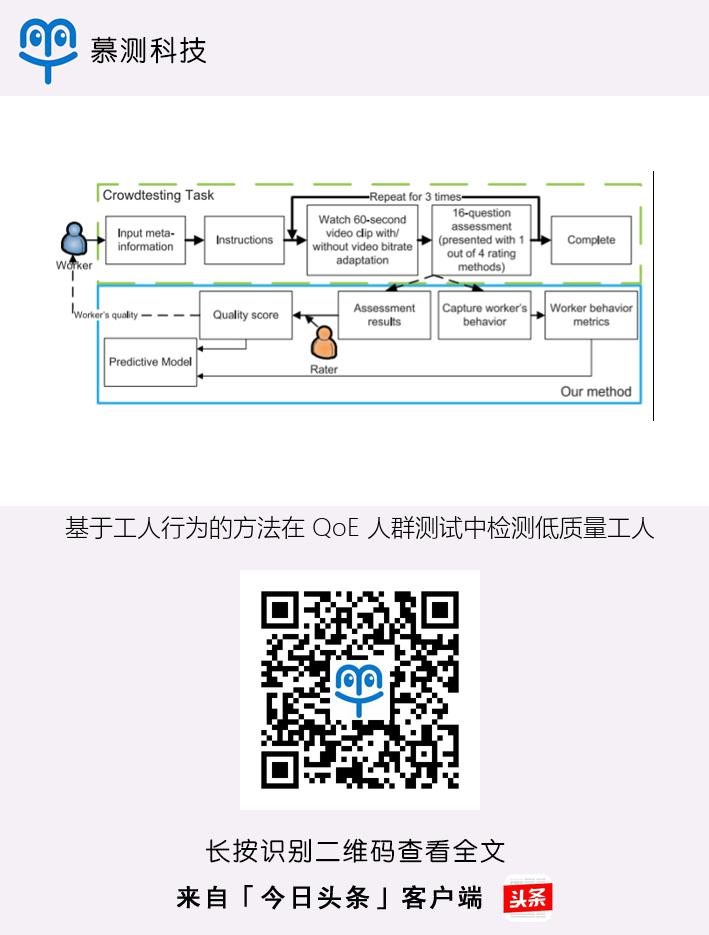 慕测科技
Crowdtesting Task
Repeat for 3 times
Worker
Input meta-
information
Instructions
Watch 60-second
video clip with/
without video bitrate
adaptation
16-question
assessment
(presented with 1
out of 4 rating
methods)
Complete
Worker's quality
Quality score
Assessment
results
Capture worker's
behavior
Worker behavior
metrics
Rater
Predictive Model
Our method
基于工人行为的方法在 QoE 人群测试中检测低质量工人
长按识别二维码查看全文
来自「今日头条」客户端
头条